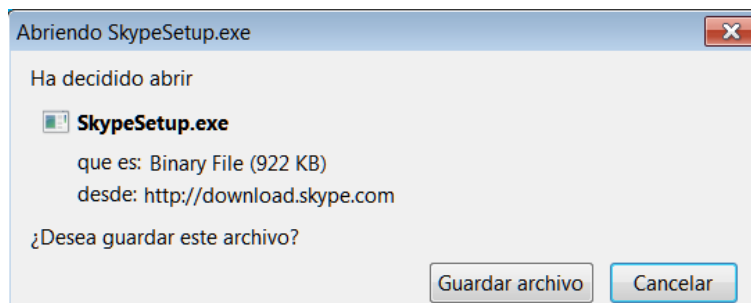 Abriendo SkypeSetup.exe
Ha decidido abrir
SkypeSetup.exe
que es: Binary File (922 KB)
desde: http://download.skype.com
¿Desea guardar este archivo?
Guardar archivo Cancelar